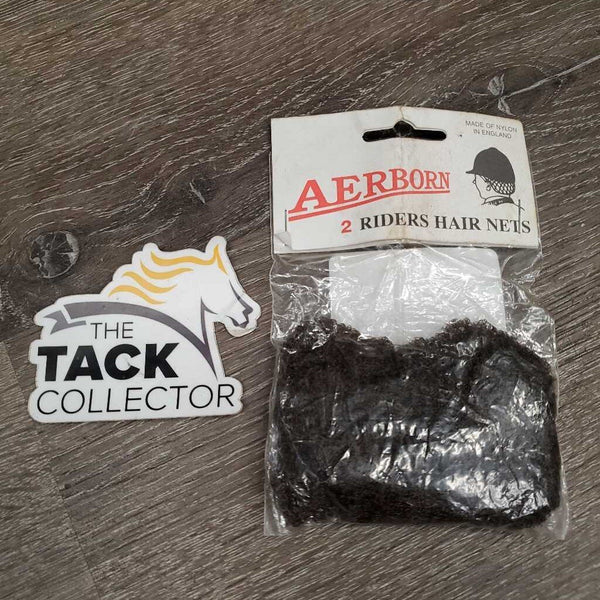 MADE OF NYLON
IN ENGLAND
AERBORN
2 RIDERS HAIR NETS
THE
TACK
COLLECTOR